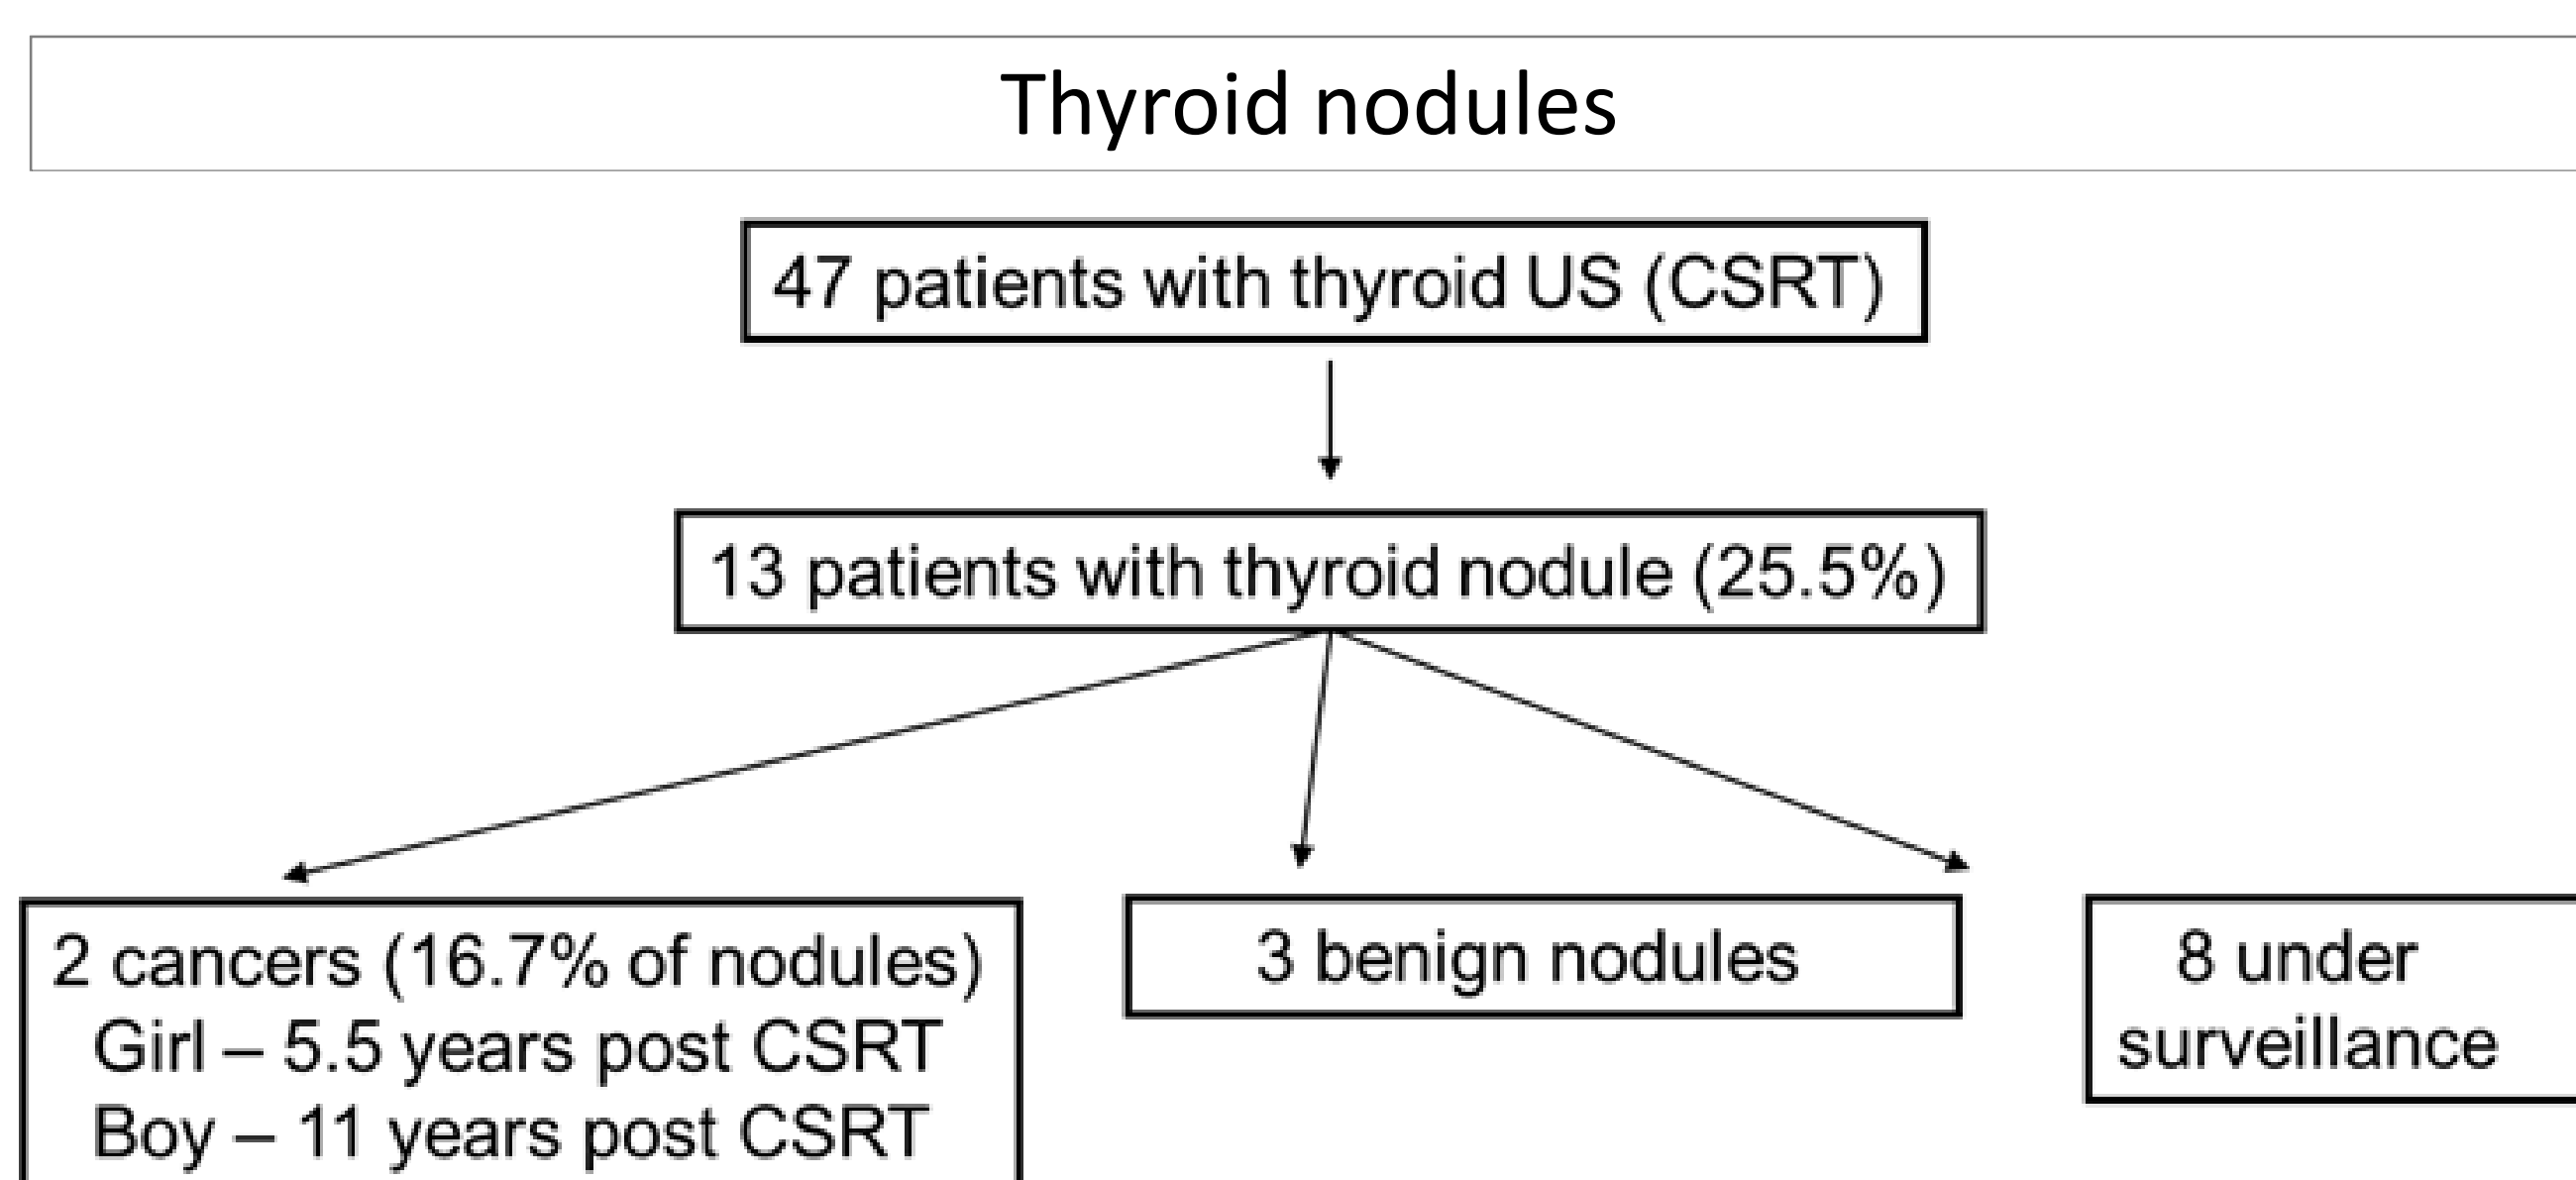 Thyroid nodules
47 patients with thyroid US (CSRT)
13 patients with thyroid nodule (25.5%)
2 cancers (16.7% of nodules)
Girl – 5.5 years post CSRT
Boy – 11 years post CSRT
3 benign nodules
8 under
surveillance